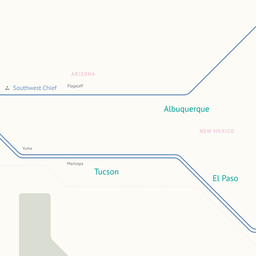 ARIZONA
Southwest Chief
Flagstaff
Albuquerque
NEW MEXICO
Yuma
Maricopa
Tucson
El Paso